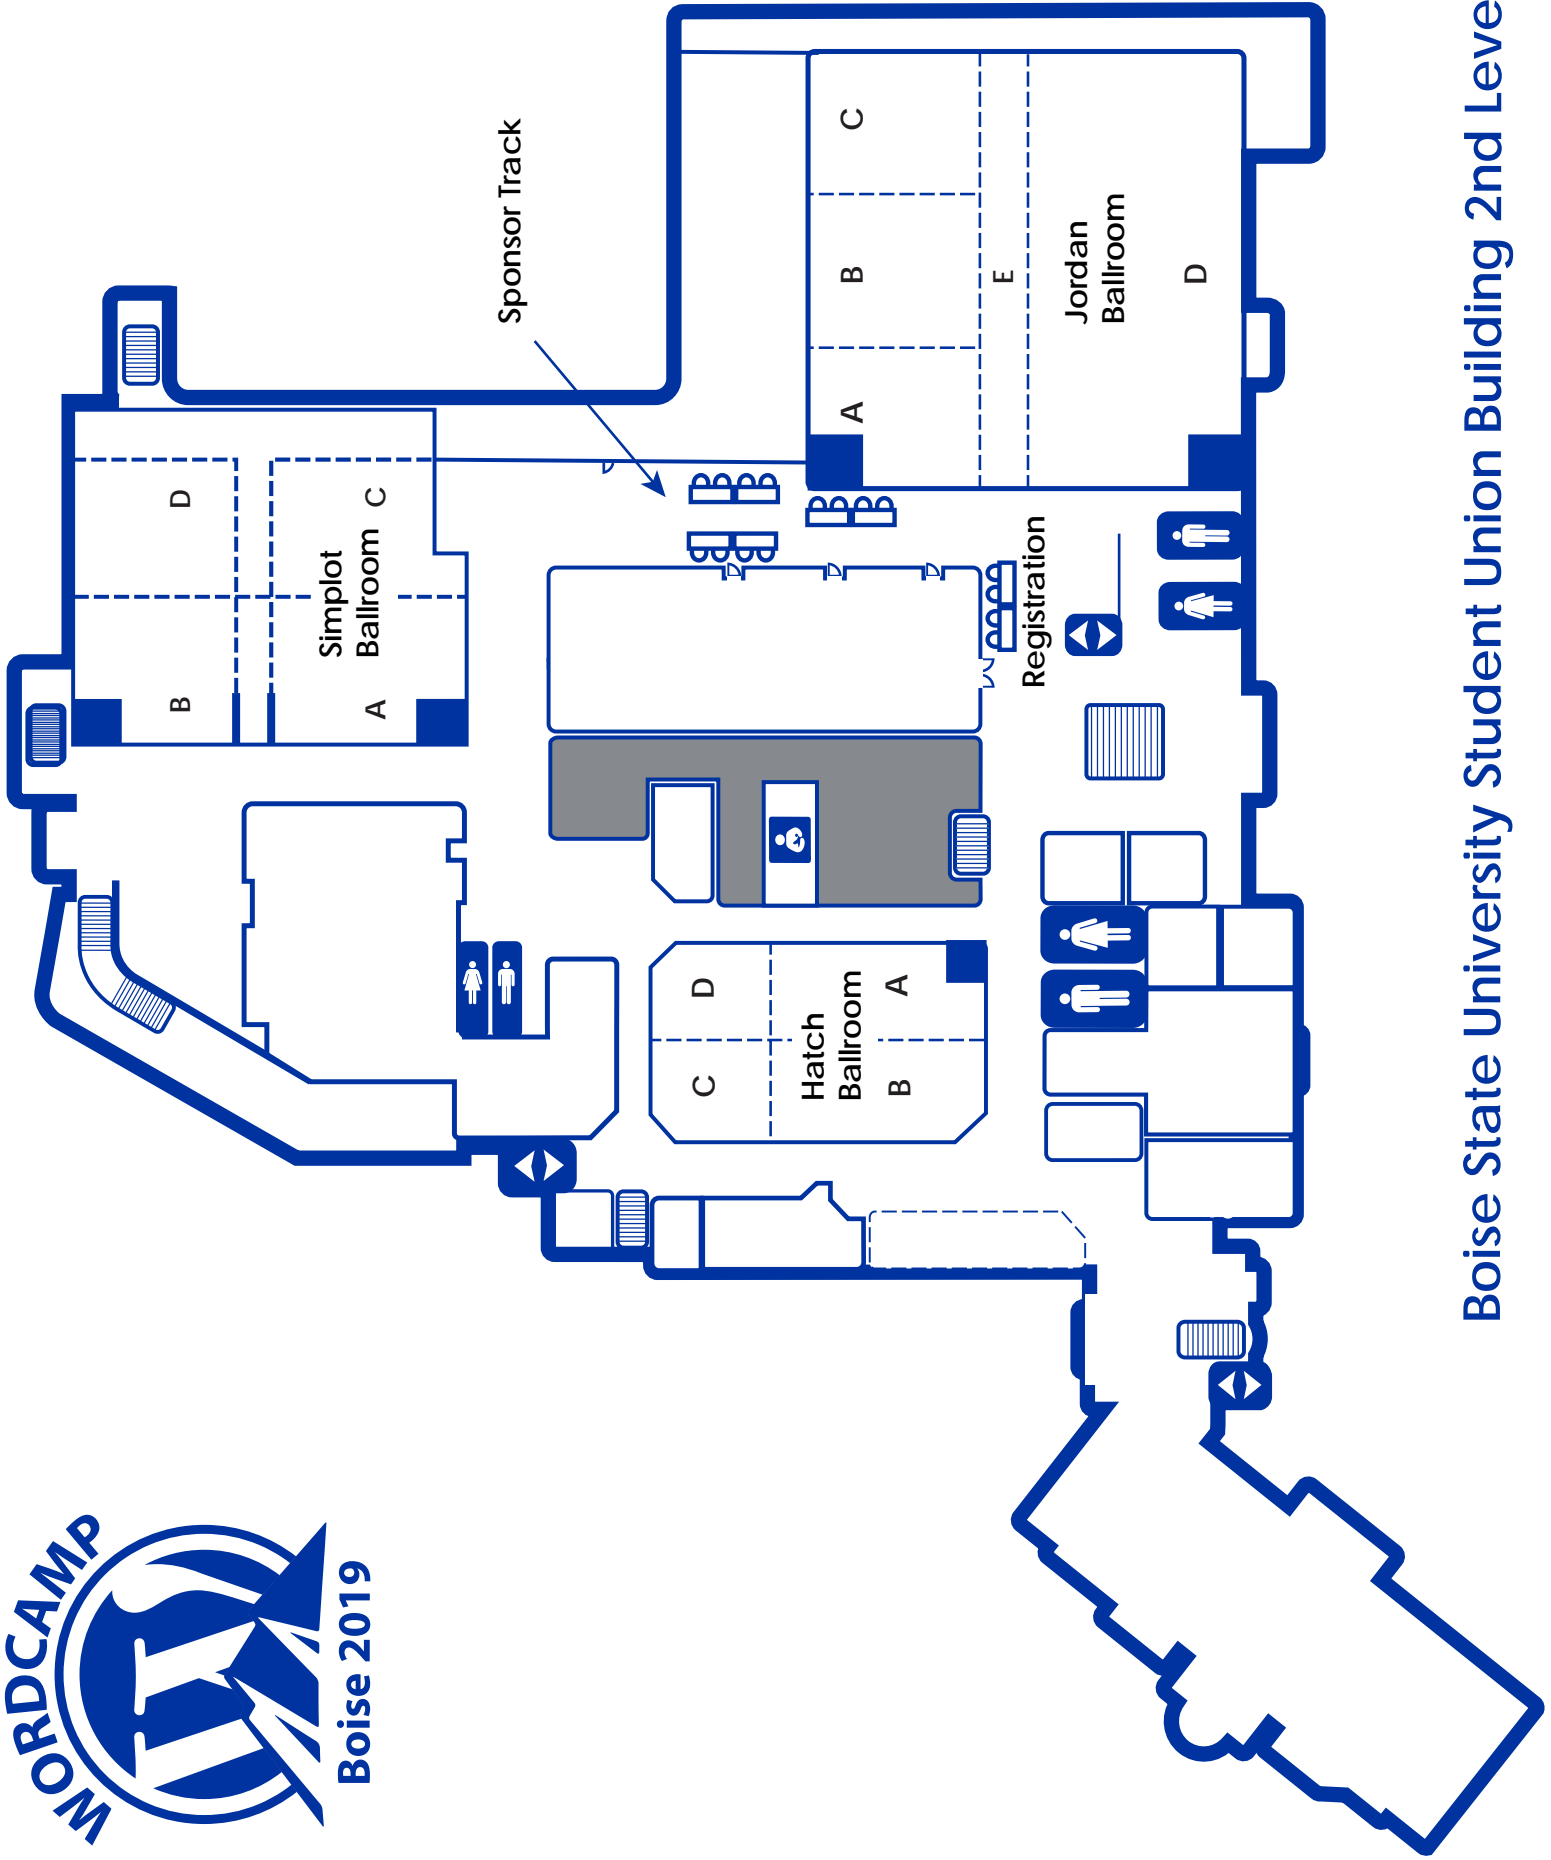 WORDCAMP
Boise 2019
B
D
Simplot
Ballroom
A
C
Sponsor Track
C
D
Hatch
Ballroom
B
A
A
B
C
E
Registration
Jordan
Ballroom
D
Boise State University Student Union Building 2nd Leve